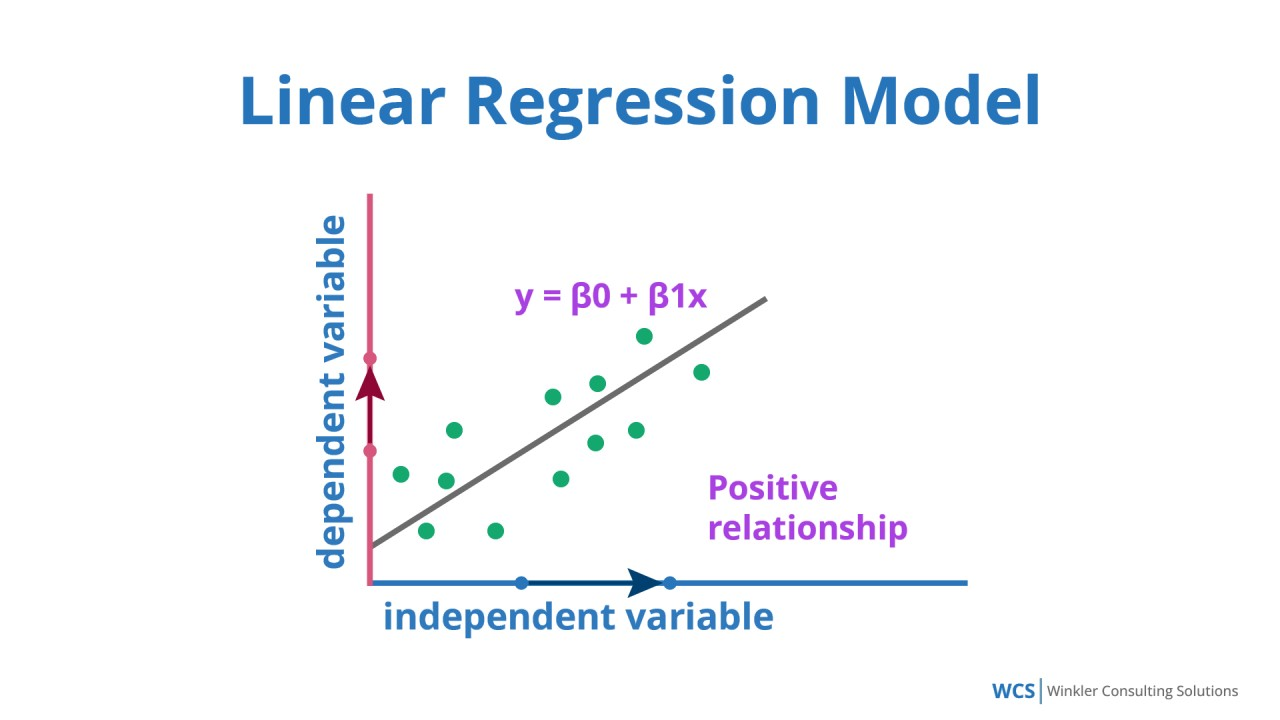 Linear Regression Model
dependent variable
y = β0 + β1x
Positive
relationship
independent variable
WCS | Winkler Consulting Solutions